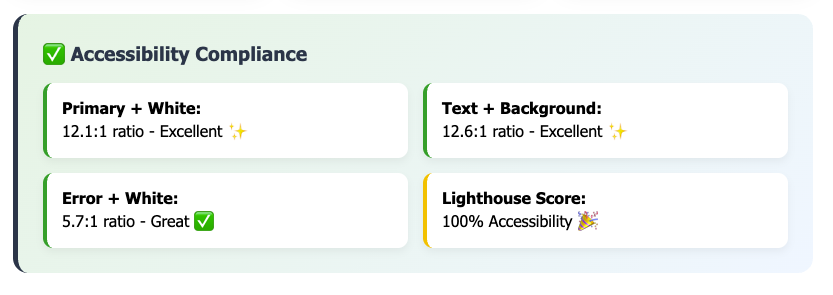 ✅ Accessibility Compliance
Primary + White:
12.1:1 ratio - Excellent ✨
Text + Background:
12.6:1 ratio - Excellent ✨
Error + White:
5.7:1 ratio - Great ✅
Lighthouse Score:
100% Accessibility 🎉